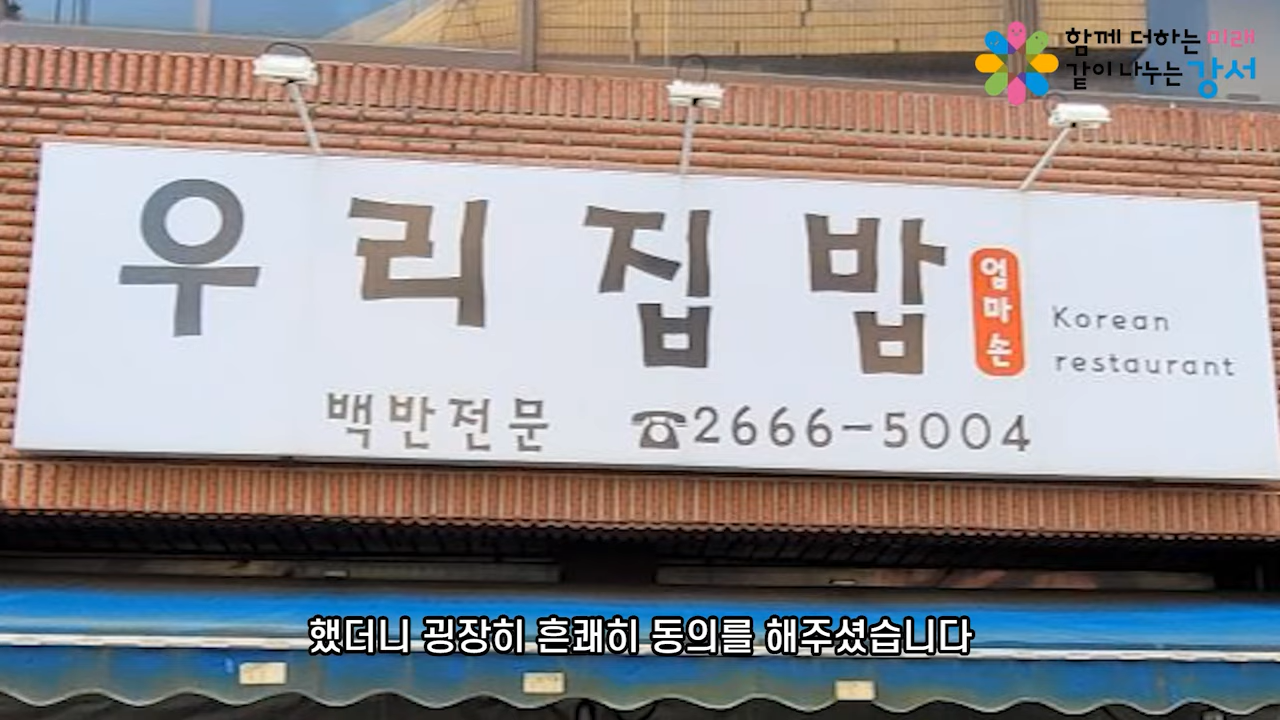 함께 더하는 미래
같이 나누는 강서
우리집밥
엄마손
Korean
restaurant
백반전문 ☎2666-5004
했더니 굉장히 흔쾌히 동의를 해주셨습니다